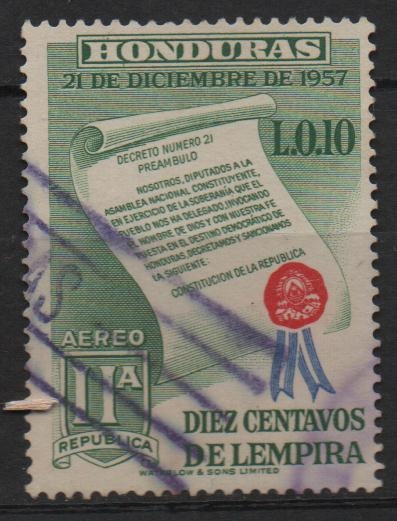 HONDURAS
21 DE DICIEMBRE DE 1957
L.0.10
DECRETO NUMERO 21
PREAMBULO
NOSOTROS, DIPUTADOS A LA
ASAMBLEA NACIONAL CONSTITUYENTE,
EN EJERCICIO DE LA SOBERANÍA QUE EL
PUEBLO NOS HA DELEGADO, INVOCANDO
EL NOMBRE DE DIOS Y CON NUESTRA FE
PUESTA EN EL DESTINO DEMOCRATICO DE
HONDURAS, DECRETAMOS Y SANCIONAMOS
LA SIGUIENTE:
CONSTITUCION DE LA REPUBLICA
AEREO
IIA
REPUBLICA
DIEZ CENTAVOS
DE LEMPIRA
WATERLOW & SONS LIMITED